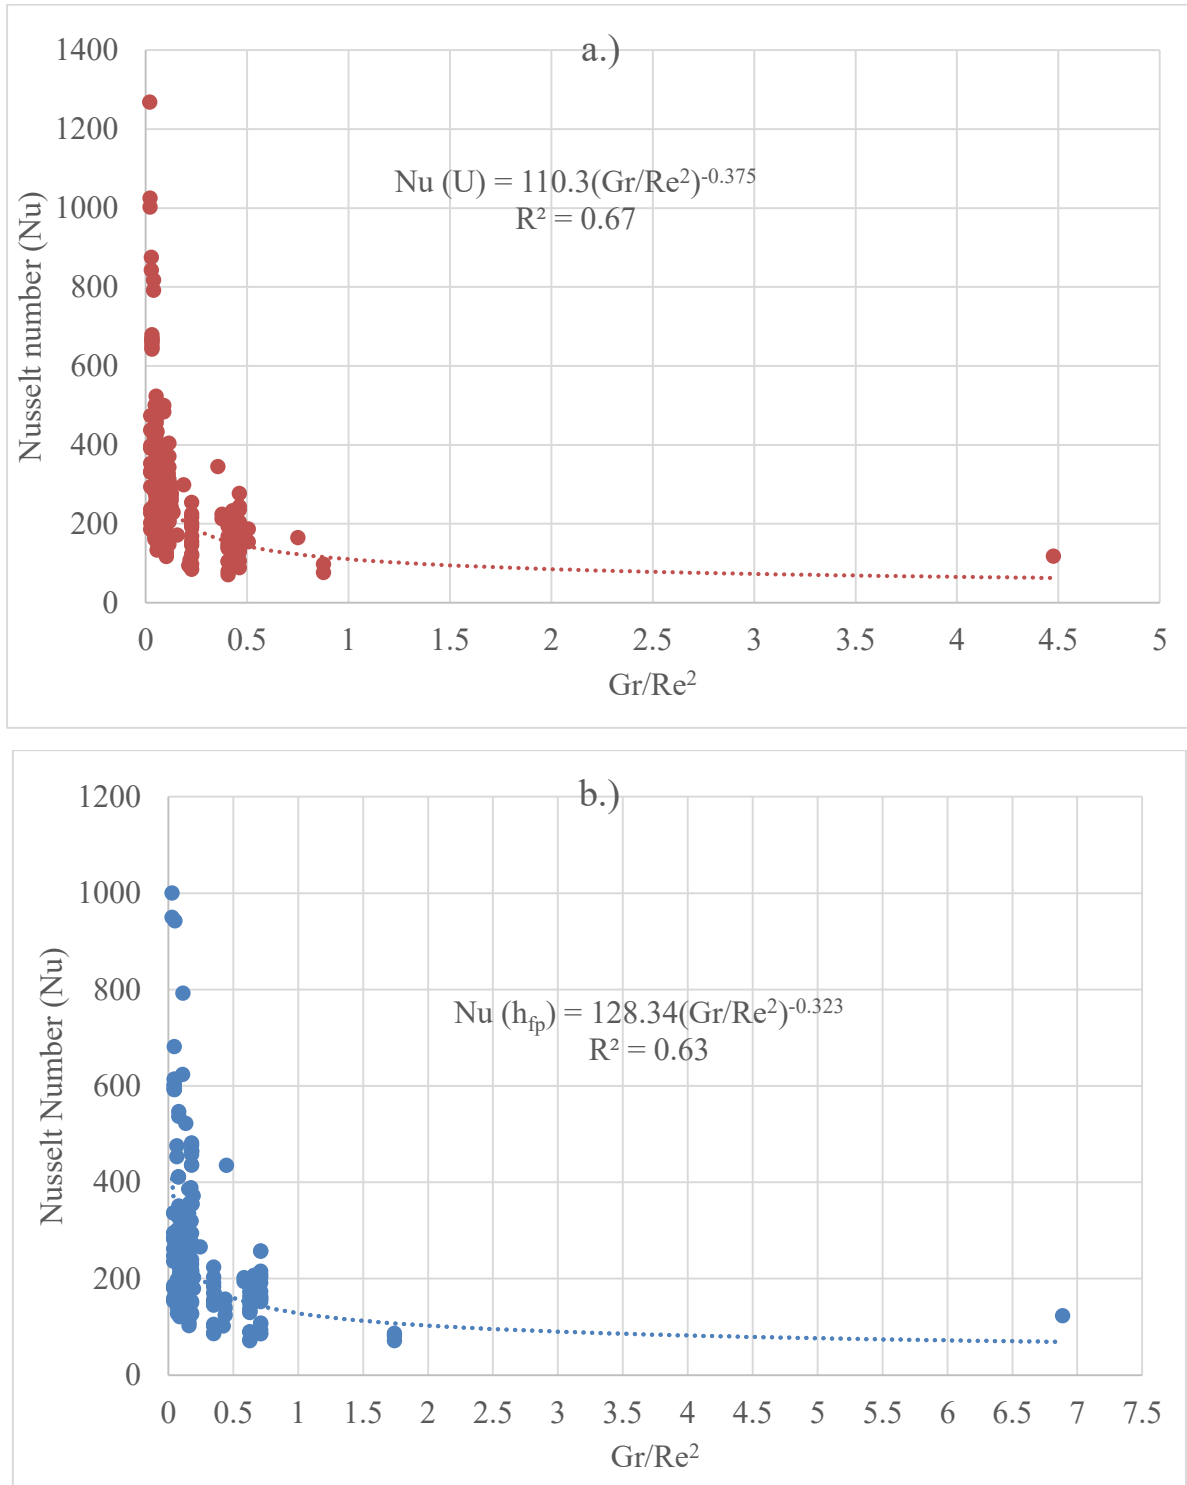 a.)
1400
1200
1000
800
600
400
200
0
Nusselt number (Nu)
Nu (U) = 110.3(Gr/Re²)⁻⁰·³⁷⁵
R² = 0.67
0 0.5 1 1.5 2 2.5 3 3.5 4 4.5 5
Gr/Re²
b.)
1200
1000
800
600
400
200
0
Nusselt Number (Nu)
Nu (hfp) = 128.34(Gr/Re²)⁻⁰·³²³
R² = 0.63
0 0.5 1 1.5 2 2.5 3 3.5 4 4.5 5 5.5 6 6.5 7 7.5
Gr/Re²